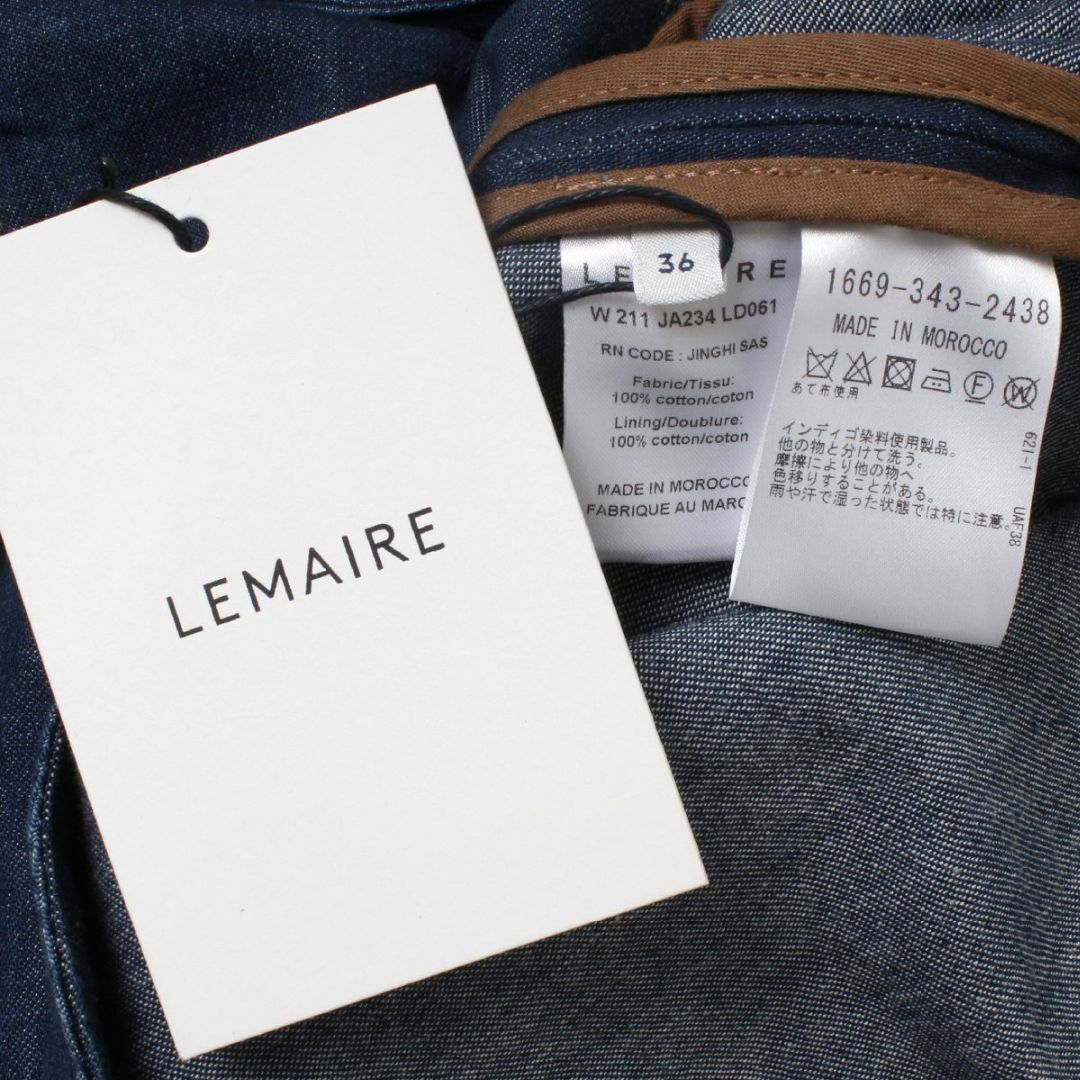 LEMAIRE
36
LE RE
W 211 JA234 LD061
RN CODE : JINGHI SAS
Fabric/Tissu:
100% cotton/coton
Lining/Doublure:
100% cotton/coton
MADE IN MOROCC
FABRIQUE AU MAROC
1669-343-2438
MADE IN MOROCCO
F
W
あて布使用
インディゴ染料使用製品。
他の物と分けて洗う。
摩擦により他の物へ
色移りすることがある。
雨や汗で湿った状態では特に注意。
621-1 UAF38